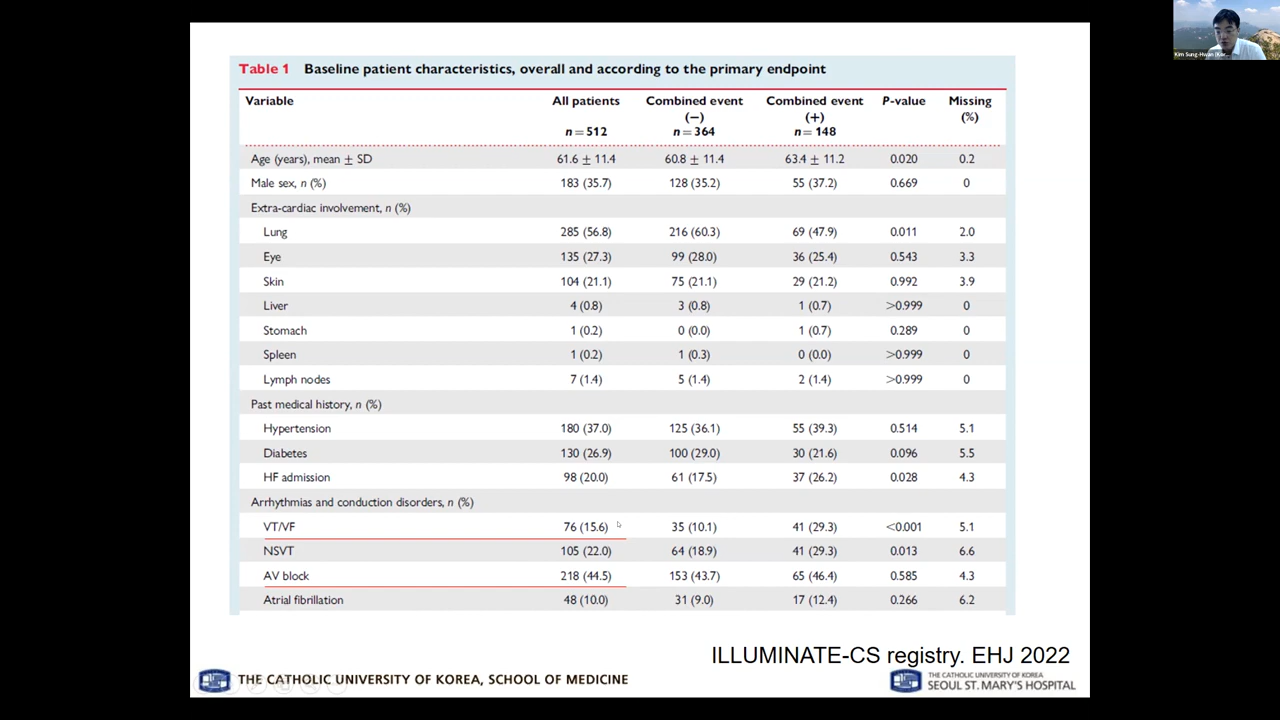 Kim Sung-Hwan (Kor...
Table 1 Baseline patient characteristics, overall and according to the primary endpoint
Variable All patients Combined event Combined event P-value Missing
(−) (+) (%)
n = 512 n = 364 n = 148
Age (years), mean ± SD 61.6 ± 11.4 60.8 ± 11.4 63.4 ± 11.2 0.020 0.2
Male sex, n (%) 183 (35.7) 128 (35.2) 55 (37.2) 0.669 0
Extra-cardiac involvement, n (%)
Lung 285 (56.8) 216 (60.3) 69 (47.9) 0.011 2.0
Eye 135 (27.3) 99 (28.0) 36 (25.4) 0.543 3.3
Skin 104 (21.1) 75 (21.1) 29 (21.2) 0.992 3.9
Liver 4 (0.8) 3 (0.8) 1 (0.7) >0.999 0
Stomach 1 (0.2) 0 (0.0) 1 (0.7) 0.289 0
Spleen 1 (0.2) 1 (0.3) 0 (0.0) >0.999 0
Lymph nodes 7 (1.4) 5 (1.4) 2 (1.4) >0.999 0
Past medical history, n (%)
Hypertension 180 (37.0) 125 (36.1) 55 (39.3) 0.514 5.1
Diabetes 130 (26.9) 100 (29.0) 30 (21.6) 0.096 5.5
HF admission 98 (20.0) 61 (17.5) 37 (26.2) 0.028 4.3
Arrhythmias and conduction disorders, n (%)
VT/VF 76 (15.6) 35 (10.1) 41 (29.3) <0.001 5.1
NSVT 105 (22.0) 64 (18.9) 41 (29.3) 0.013 6.6
AV block 218 (44.5) 153 (43.7) 65 (46.4) 0.585 4.3
Atrial fibrillation 48 (10.0) 31 (9.0) 17 (12.4) 0.266 6.2
ILLUMINATE-CS registry. EHJ 2022
THE CATHOLIC UNIVERSITY OF KOREA, SCHOOL OF MEDICINE
THE CATHOLIC UNIVERSITY OF KOREA
SEOUL ST. MARY'S HOSPITAL